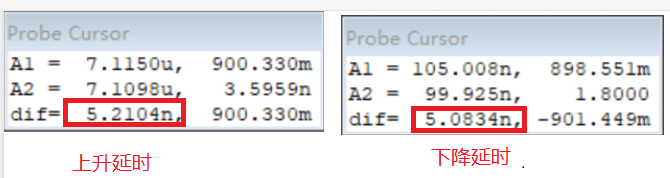 Probe Cursor
A1 = 7.1150u, 900.330m
A2 = 7.1098u, 3.5959n
dif= 5.2104n, 900.330m
上升延时
Probe Cursor
A1 = 105.008n, 898.551m
A2 = 99.925n, 1.8000
dif= 5.0834n, -901.449m
下降延时
.